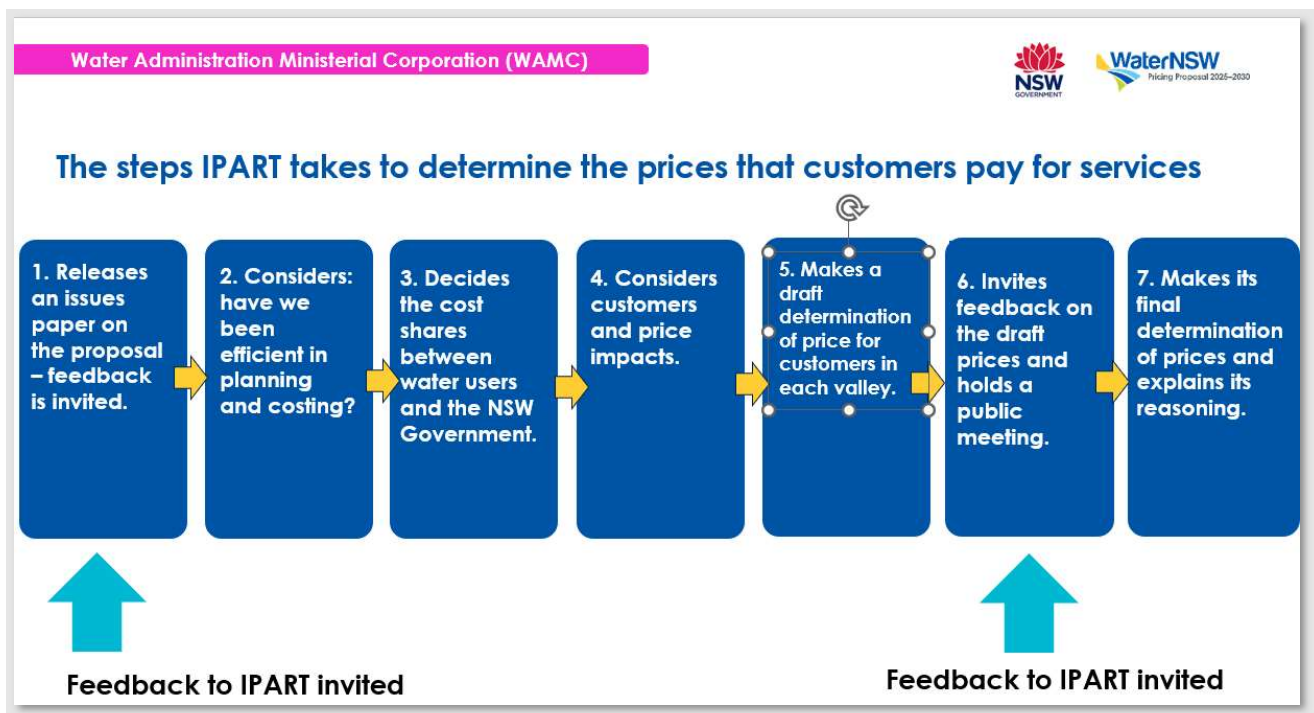 Water Administration Ministerial Corporation (WAMC)
NSW
GOVERNMENT
WaterNSW
Pricing Proposal 2025–2030
The steps IPART takes to determine the prices that customers pay for services
1. Releases
an issues
paper on
the proposal
– feedback
is invited.
2. Considers:
have we
been
efficient in
planning
and costing?
3. Decides
the cost
shares
between
water users
and the NSW
Government.
4. Considers
customers
and price
impacts.
5. Makes a
draft
determination
of price for
customers in
each valley.
6. Invites
feedback on
the draft
prices and
holds a
public
meeting.
7. Makes its
final
determination
of prices and
explains its
reasoning.
Feedback to IPART invited
Feedback to IPART invited